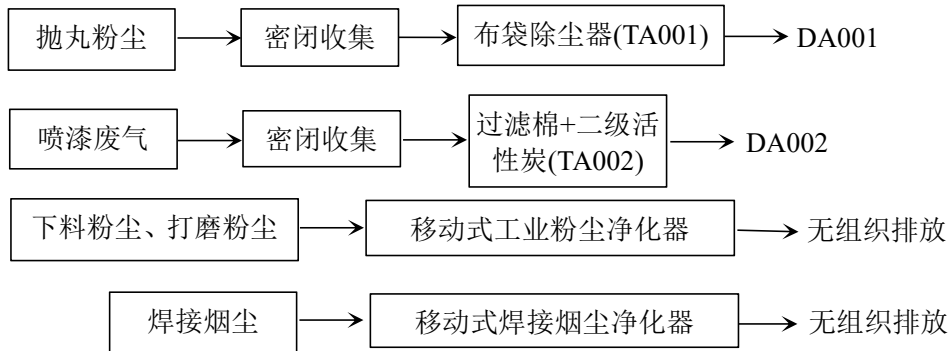 抛丸粉尘 密闭收集 布袋除尘器(TA001) DA001
喷漆废气 密闭收集 过滤棉+二级活
性炭(TA002) DA002
下料粉尘、打磨粉尘 移动式工业粉尘净化器 无组织排放
焊接烟尘 移动式焊接烟尘净化器 无组织排放